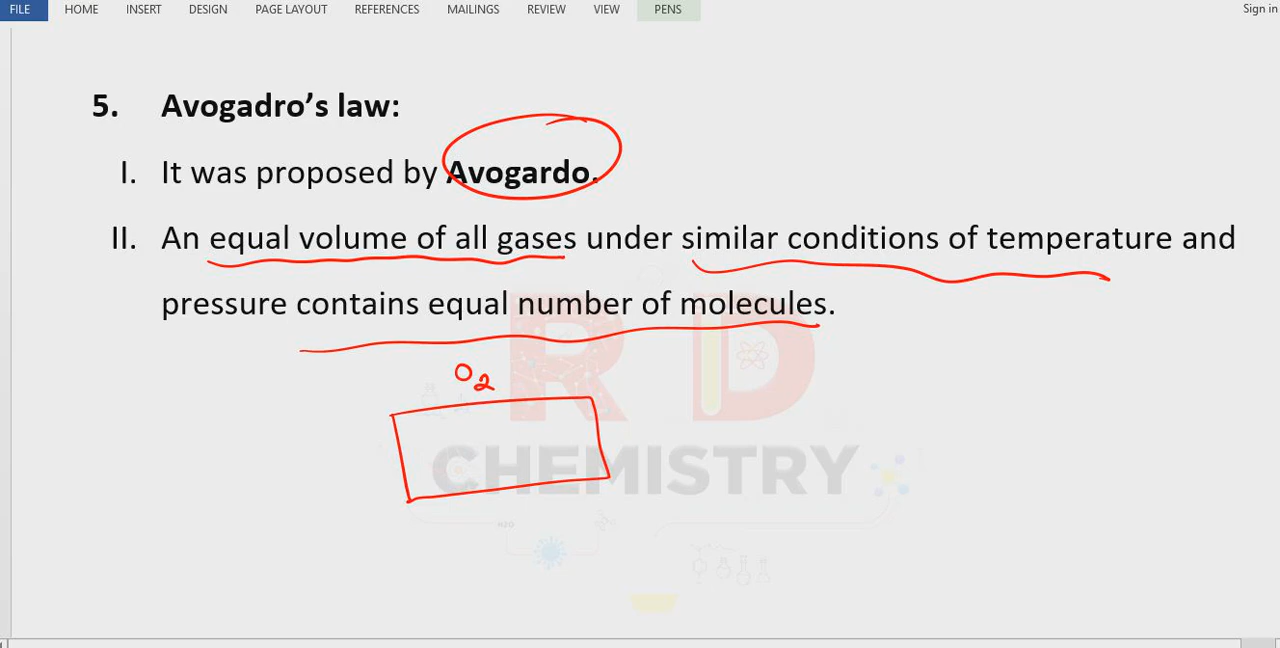 FILE HOME INSERT DESIGN PAGE LAYOUT REFERENCES MAILINGS REVIEW VIEW PENS Sign in
5. Avogadro’s law:
I. It was proposed by Avogardo.
II. An equal volume of all gases under similar conditions of temperature and
pressure contains equal number of molecules.
O2
R D
CHEMISTRY
H2O